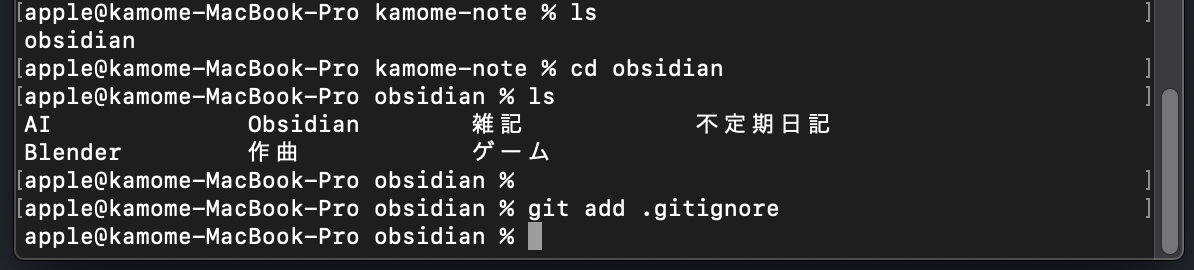 [apple@kamome-MacBook-Pro kamome-note % ls ]
obsidian
[apple@kamome-MacBook-Pro kamome-note % cd obsidian ]
[apple@kamome-MacBook-Pro obsidian % ls ]
AI Obsidian 雑記 不定期日記
Blender 作曲 ゲーム
[apple@kamome-MacBook-Pro obsidian % ]
[apple@kamome-MacBook-Pro obsidian % git add .gitignore ]
apple@kamome-MacBook-Pro obsidian %